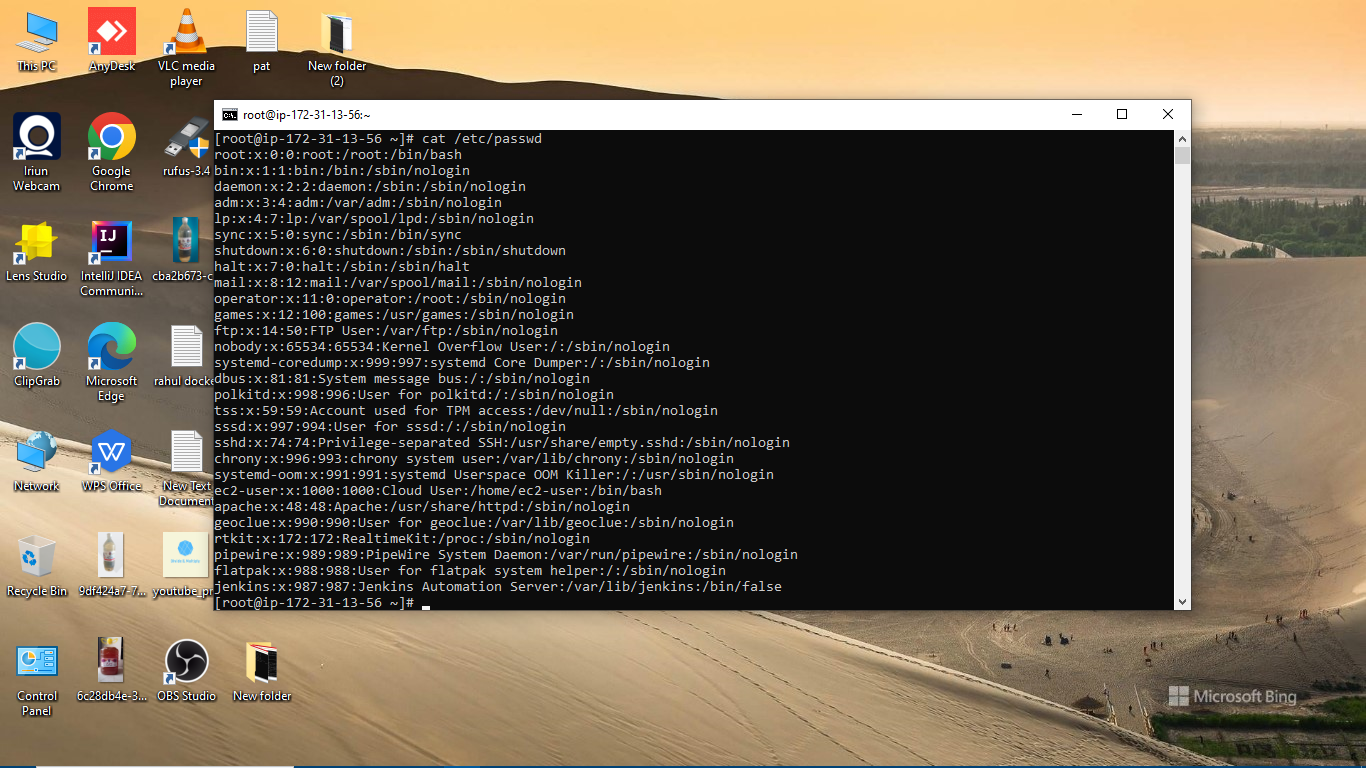 This PC
AnyDesk
VLC media
player
pat
New folder
(2)
Iriun
Webcam
Google
Chrome
rufus-3.4
Lens Studio
IntelliJ IDEA
Communi...
cba2b673-c
ClipGrab
Microsoft
Edge
rahul docke
Network
WPS Office
New Text
Document
Recycle Bin
9df424a7-7...
youtube_pr
Control
Panel
6c28db4e-3...
OBS Studio
New folder
root@ip-172-31-13-56:~
[root@ip-172-31-13-56 ~]# cat /etc/passwd
root:x:0:0:root:/root:/bin/bash
bin:x:1:1:bin:/bin:/sbin/nologin
daemon:x:2:2:daemon:/sbin:/sbin/nologin
adm:x:3:4:adm:/var/adm:/sbin/nologin
lp:x:4:7:lp:/var/spool/lpd:/sbin/nologin
sync:x:5:0:sync:/sbin:/bin/sync
shutdown:x:6:0:shutdown:/sbin:/sbin/shutdown
halt:x:7:0:halt:/sbin:/sbin/halt
mail:x:8:12:mail:/var/spool/mail:/sbin/nologin
operator:x:11:0:operator:/root:/sbin/nologin
games:x:12:100:games:/usr/games:/sbin/nologin
ftp:x:14:50:FTP User:/var/ftp:/sbin/nologin
nobody:x:65534:65534:Kernel Overflow User:/:/sbin/nologin
systemd-coredump:x:999:997:systemd Core Dumper:/:/sbin/nologin
dbus:x:81:81:System message bus:/:/sbin/nologin
polkitd:x:998:996:User for polkitd:/:/sbin/nologin
tss:x:59:59:Account used for TPM access:/dev/null:/sbin/nologin
sssd:x:997:994:User for sssd:/:/sbin/nologin
sshd:x:74:74:Privilege-separated SSH:/usr/share/empty.sshd:/sbin/nologin
chrony:x:996:993:chrony system user:/var/lib/chrony:/sbin/nologin
systemd-oom:x:991:991:systemd Userspace OOM Killer:/:/usr/sbin/nologin
ec2-user:x:1000:1000:Cloud User:/home/ec2-user:/bin/bash
apache:x:48:48:Apache:/usr/share/httpd:/sbin/nologin
geoclue:x:990:990:User for geoclue:/var/lib/geoclue:/sbin/nologin
rtkit:x:172:172:RealtimeKit:/proc:/sbin/nologin
pipewire:x:989:989:PipeWire System Daemon:/var/run/pipewire:/sbin/nologin
flatpak:x:988:988:User for flatpak system helper:/:/sbin/nologin
jenkins:x:987:987:Jenkins Automation Server:/var/lib/jenkins:/bin/false
[root@ip-172-31-13-56 ~]#
Microsoft Bing